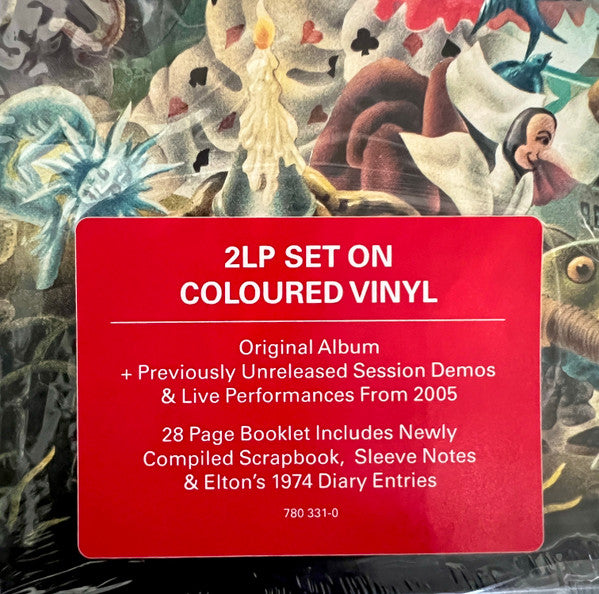 2LP SET ON
COLOURED VINYL
Original Album
+ Previously Unreleased Session Demos
& Live Performances From 2005
28 Page Booklet Includes Newly
Compiled Scrapbook, Sleeve Notes
& Elton's 1974 Diary Entries
780 331-0